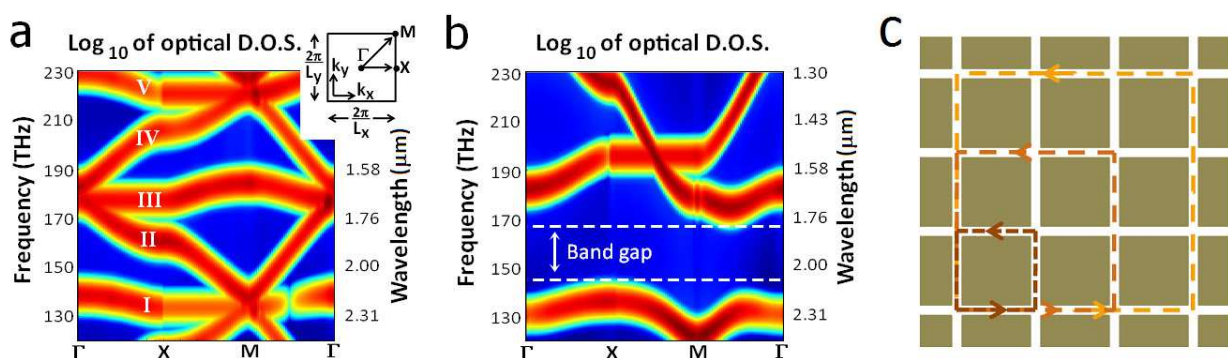 a
Log 10 of optical D.O.S.
M
2π
Ly
Γ
ky
X
kx
2π
Lx
Frequency (THz)
230
210
190
170
150
130
V
IV
III
II
I
Γ X M Γ
1.58
1.76
2.00
2.31
Wavelength (μm)
b
Log 10 of optical D.O.S.
Frequency (THz)
230
210
190
170
150
130
Band gap
Γ X M Γ
1.30
1.43
1.58
1.76
2.00
2.31
Wavelength (μm)
c